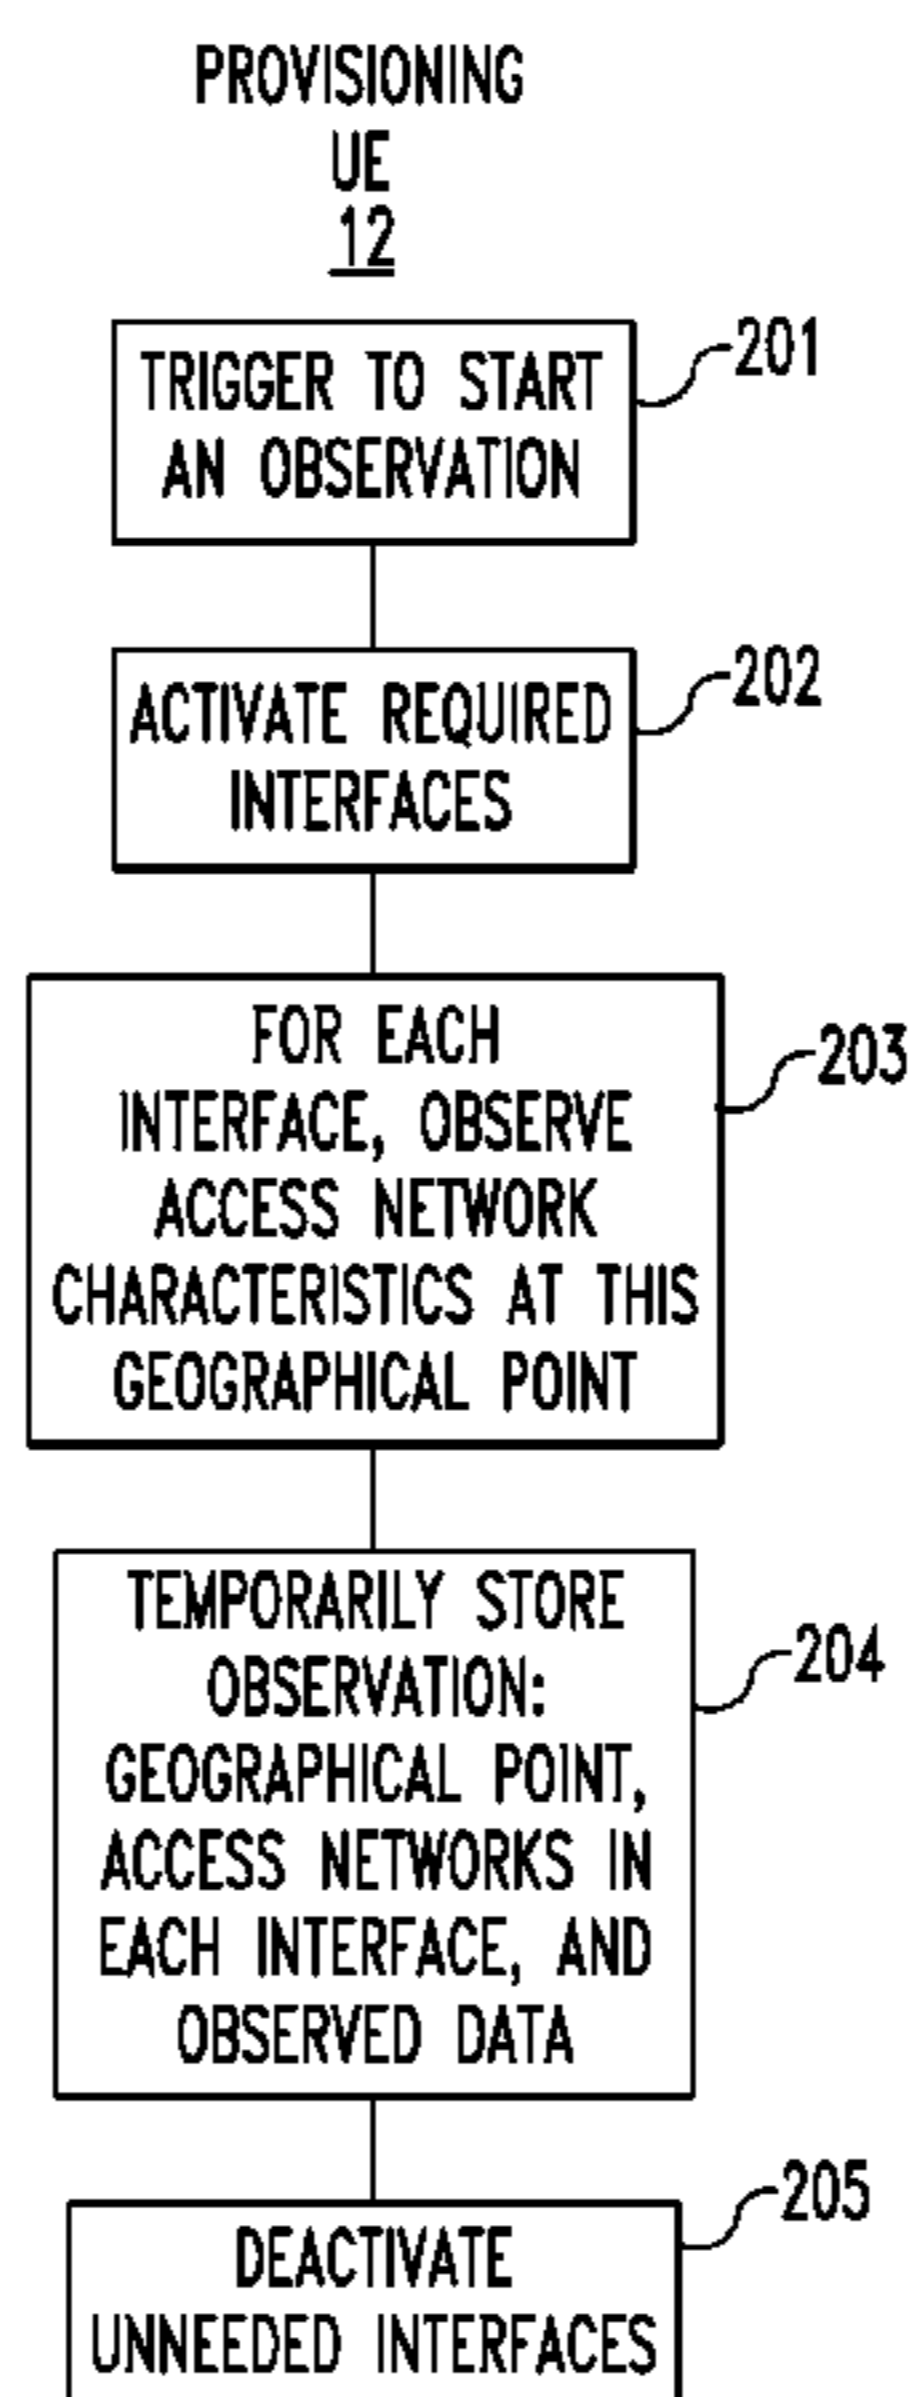 PROVISIONING
UE
12
TRIGGER TO START
AN OBSERVATION
201
ACTIVATE REQUIRED
INTERFACES
202
FOR EACH
INTERFACE, OBSERVE
ACCESS NETWORK
CHARACTERISTICS AT THIS
GEOGRAPHICAL POINT
203
TEMPORARILY STORE
OBSERVATION:
GEOGRAPHICAL POINT,
ACCESS NETWORKS IN
EACH INTERFACE, AND
OBSERVED DATA
204
DEACTIVATE
UNNEEDED INTERFACES
205